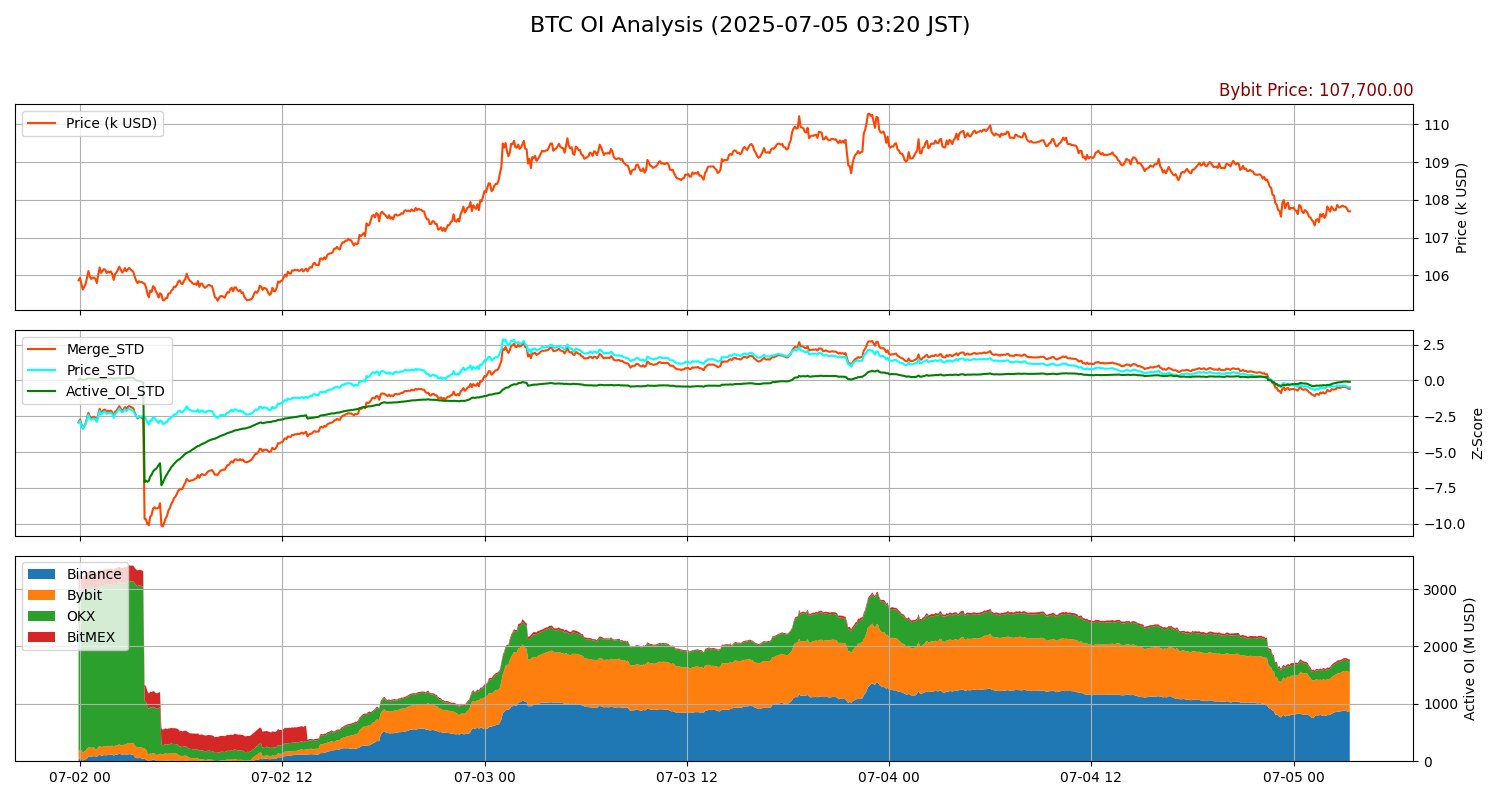 BTC OI Analysis (2025-07-05 03:20 JST)
Bybit Price: 107,700.00
Price (k USD)
110
109
108
107
106
Price (k USD)
Merge_STD
Price_STD
Active_OI_STD
2.5
0.0
−2.5
−5.0
−7.5
−10.0
Z-Score
Binance
Bybit
OKX
BitMEX
3000
2000
1000
0
Active OI (M USD)
07-02 00
07-02 12
07-03 00
07-03 12
07-04 00
07-04 12
07-05 00